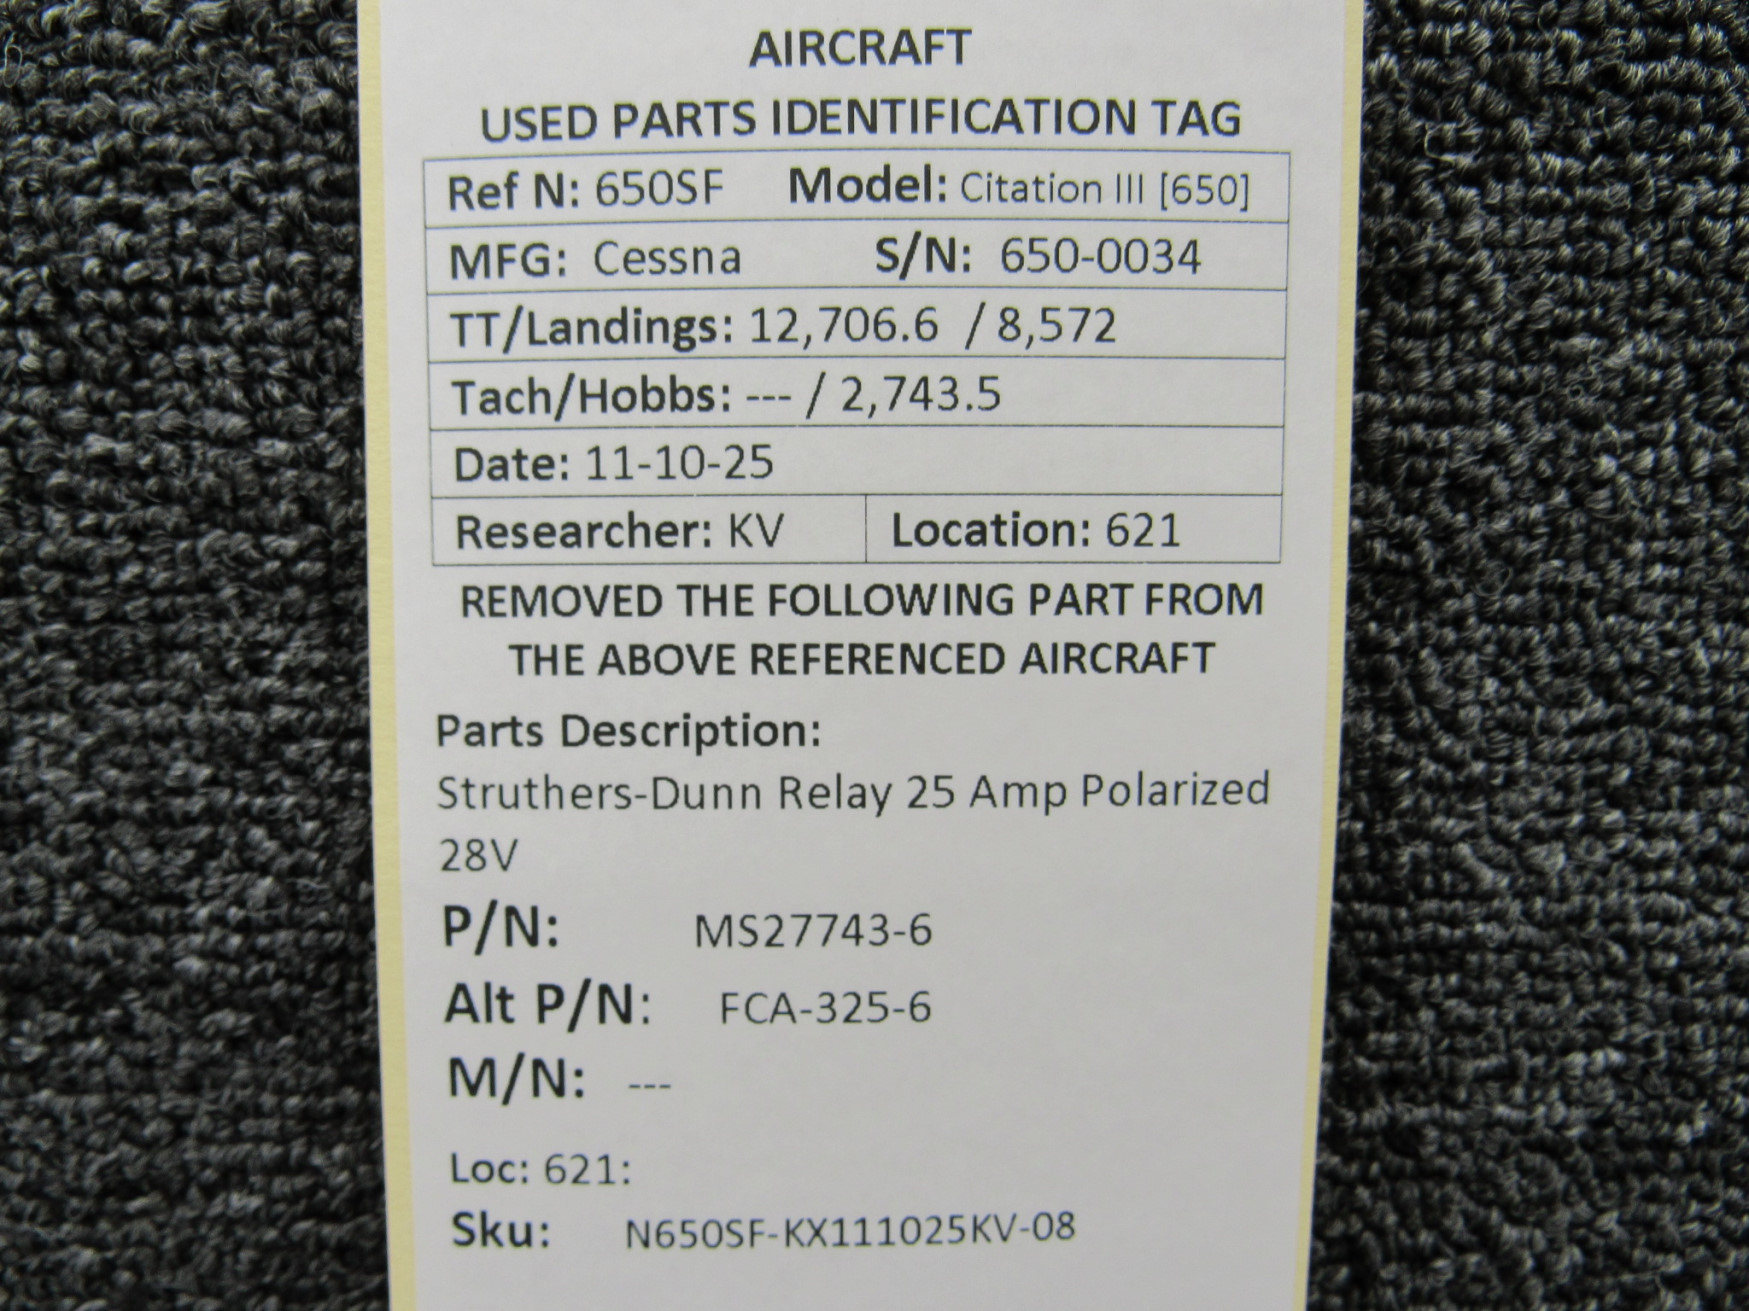 AIRCRAFT
USED PARTS IDENTIFICATION TAG
Ref N: 650SF Model: Citation III [650]
MFG: Cessna S/N: 650-0034
TT/Landings: 12,706.6 / 8,572
Tach/Hobbs: --- / 2,743.5
Date: 11-10-25
Researcher: KV Location: 621
REMOVED THE FOLLOWING PART FROM
THE ABOVE REFERENCED AIRCRAFT
Parts Description:
Struthers-Dunn Relay 25 Amp Polarized
28V
P/N: MS27743-6
Alt P/N: FCA-325-6
M/N: ---
Loc: 621:
Sku: N650SF-KX111025KV-08